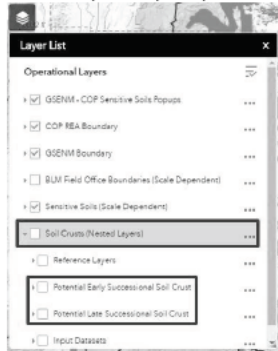 Layer List
x
Operational Layers
GSENM - COP Sensitive Soils Popups
COP REA Boundary
GSENM Boundary
BLM Field Office Boundaries (Scale Dependent)
Sensitive Soils (Scale Dependent)
Soil Crusts (Nested Layers)
Reference Layers
Potential Early Successional Soil Crust
Potential Late Successional Soil Crust
Input Datasets